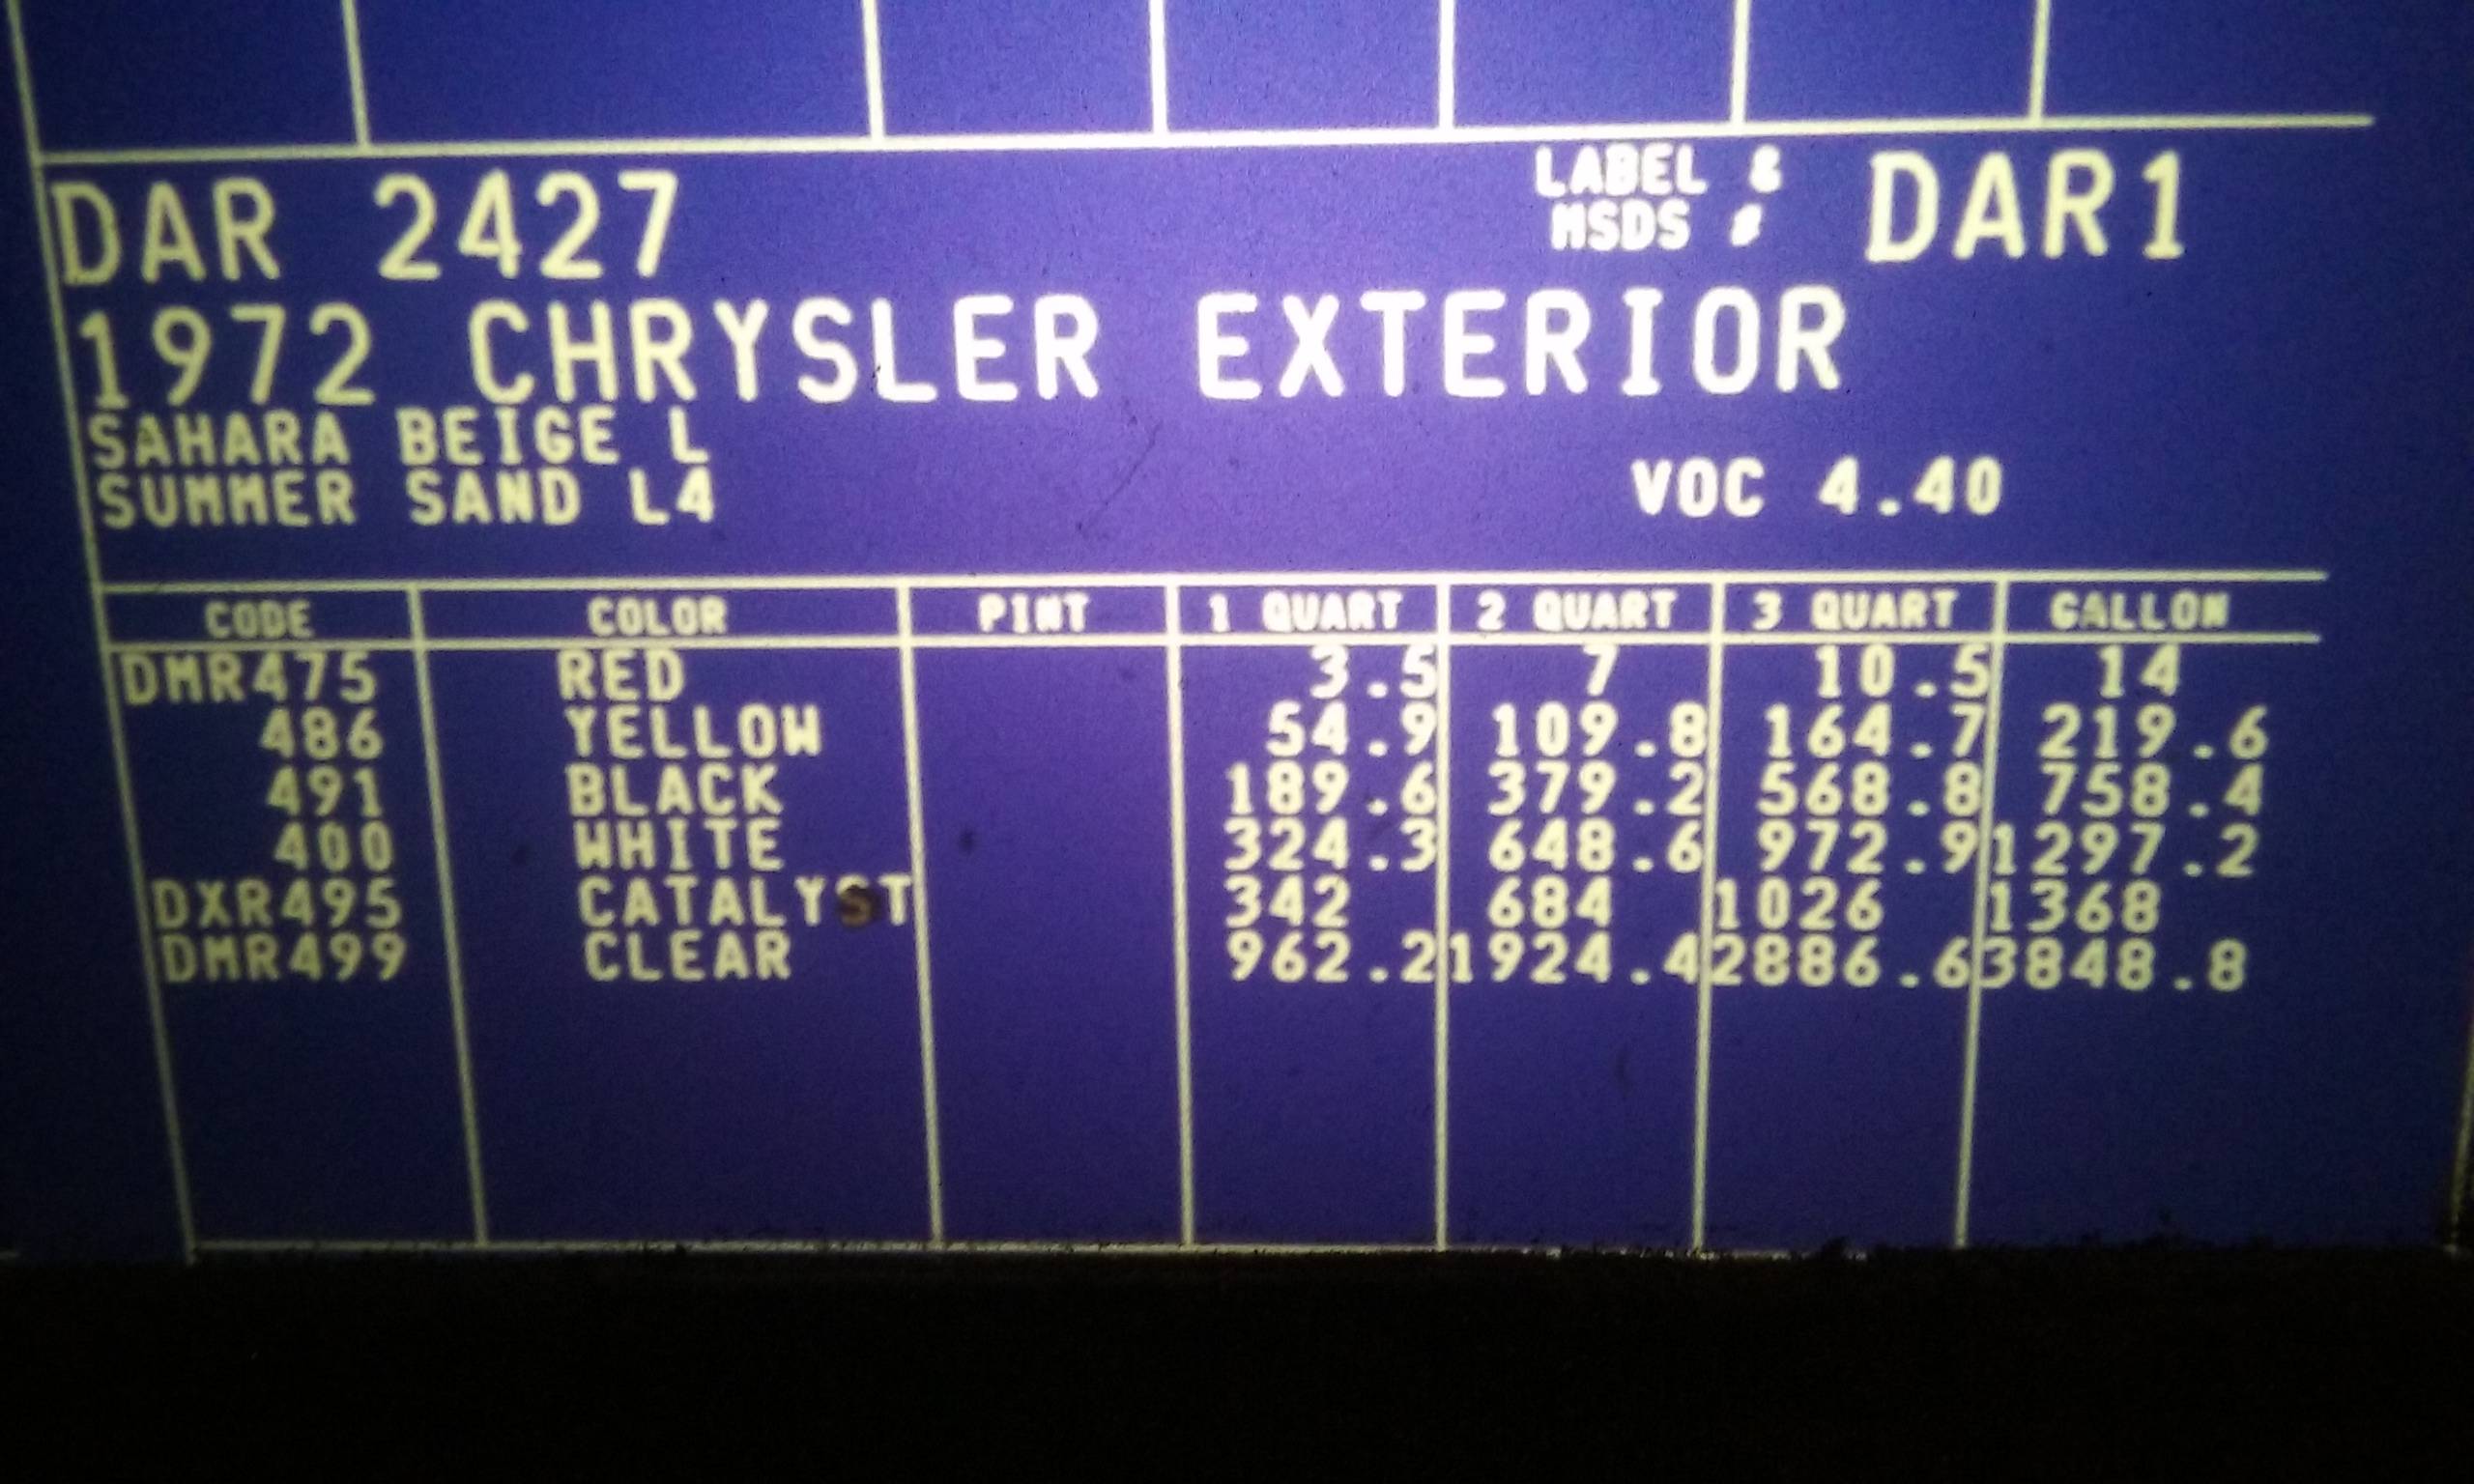 DAR 2427 LABEL & MSDS # DAR1
1972 CHRYSLER EXTERIOR
SAHARA BEIGE L
SUMMER SAND L4 VOC 4.40
CODE COLOR PINT 1 QUART 2 QUART 3 QUART GALLON
DMR475 RED 3.5 7 10.5 14
486 YELLOW 54.9 109.8 164.7 219.6
491 BLACK 189.6 379.2 568.8 758.4
400 WHITE 324.3 648.6 972.9 1297.2
DXR495 CATALYST 342 684 1026 1368
DMR499 CLEAR 962.2 1924.4 2886.6 3848.8